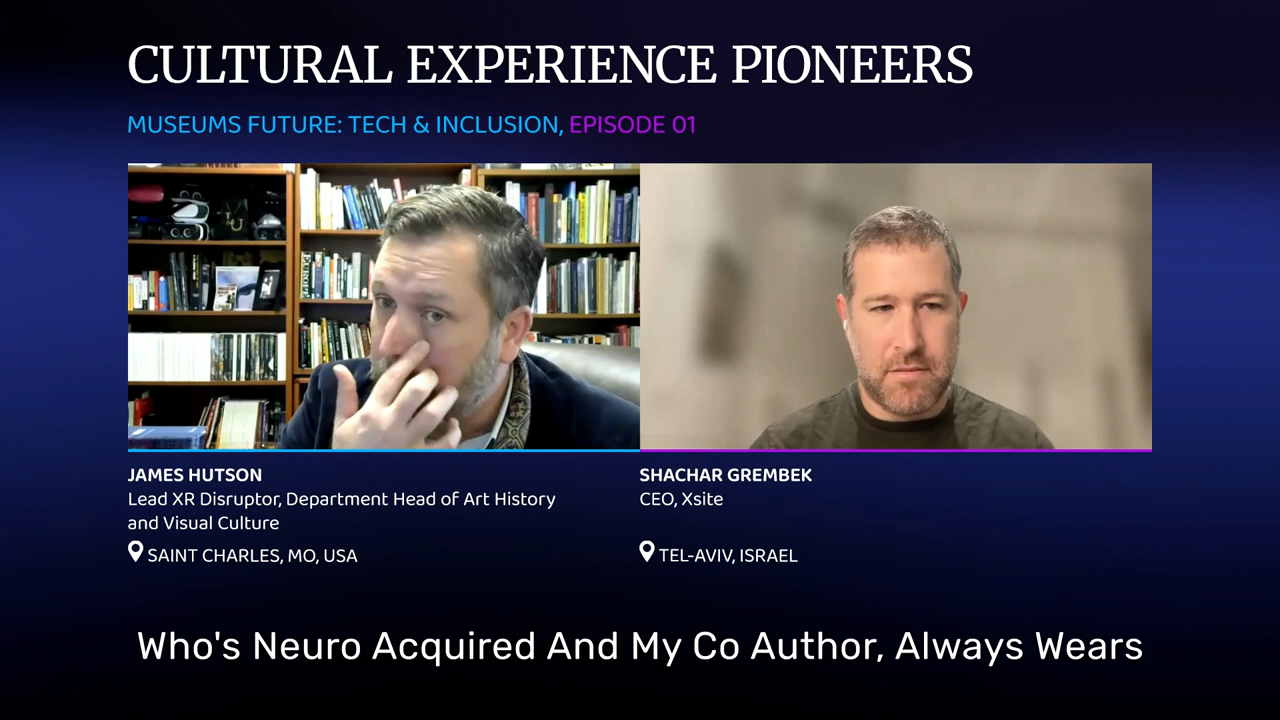 CULTURAL EXPERIENCE PIONEERS
MUSEUMS FUTURE: TECH & INCLUSION, EPISODE 01
JAMES HUTSON
Lead XR Disruptor, Department Head of Art History
and Visual Culture
SAINT CHARLES, MO, USA
SHACHAR GREMBEK
CEO, Xsite
TEL-AVIV, ISRAEL
Who's Neuro Acquired And My Co Author, Always Wears